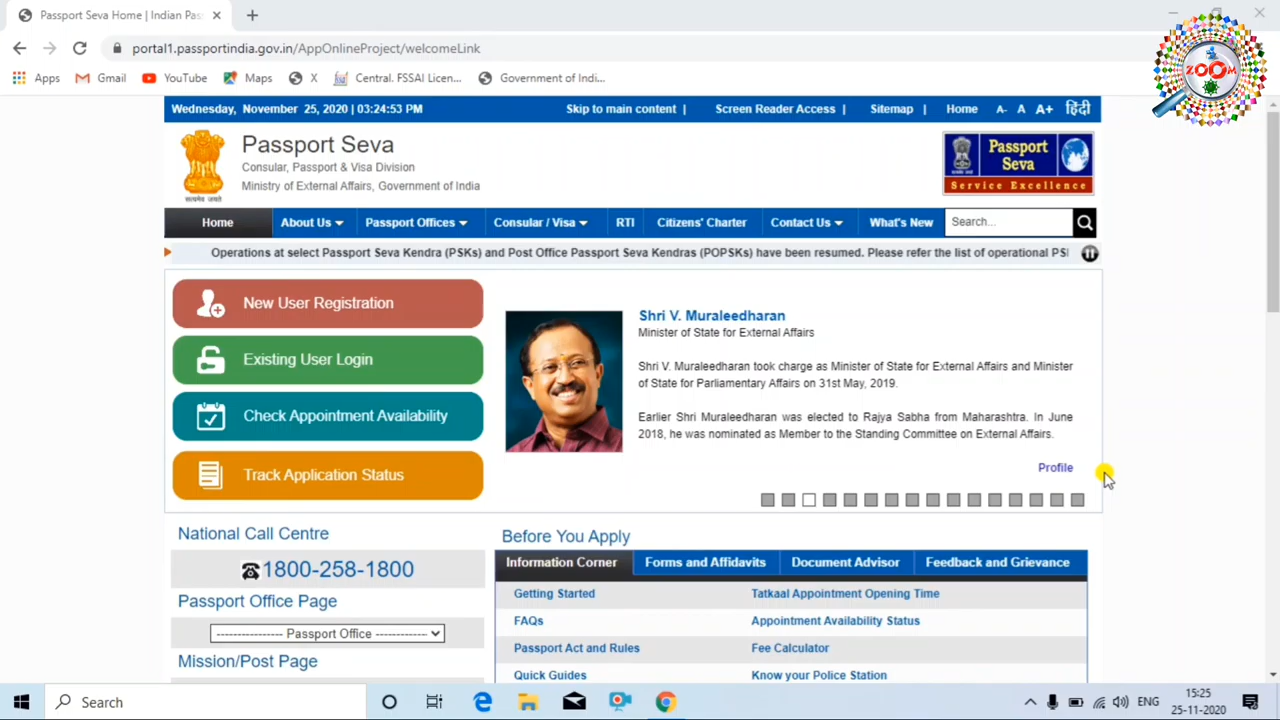 Passport Seva Home | Indian Pas
portal1.passportindia.gov.in/AppOnlineProject/welcomeLink
Apps Gmail YouTube Maps X Central. FSSAI Licen... Government of Indi...
ZOOM
Wednesday, November 25, 2020 | 03:24:53 PM Skip to main content | Screen Reader Access | Sitemap | Home A- A A+ हिंदी
Passport Seva
Consular, Passport & Visa Division
Ministry of External Affairs, Government of India
सत्यमेव जयते
Passport
Seva
Service Excellence
Home About Us Passport Offices Consular / Visa RTI Citizens' Charter Contact Us What's New Search...
Operations at select Passport Seva Kendra (PSKs) and Post Office Passport Seva Kendras (POPSKs) have been resumed. Please refer the list of operational PSI
New User Registration
Existing User Login
Check Appointment Availability
Track Application Status
Shri V. Muraleedharan
Minister of State for External Affairs
Shri V. Muraleedharan took charge as Minister of State for External Affairs and Minister
of State for Parliamentary Affairs on 31st May, 2019.
Earlier Shri Muraleedharan was elected to Rajya Sabha from Maharashtra. In June
2018, he was nominated as Member to the Standing Committee on External Affairs.
Profile
National Call Centre
1800-258-1800
Passport Office Page
---------------- Passport Office ------------
Mission/Post Page
Before You Apply
Information Corner Forms and Affidavits Document Advisor Feedback and Grievance
Getting Started Tatkaal Appointment Opening Time
FAQs Appointment Availability Status
Passport Act and Rules Fee Calculator
Quick Guides Know your Police Station
Search ENG 15:25
25-11-2020